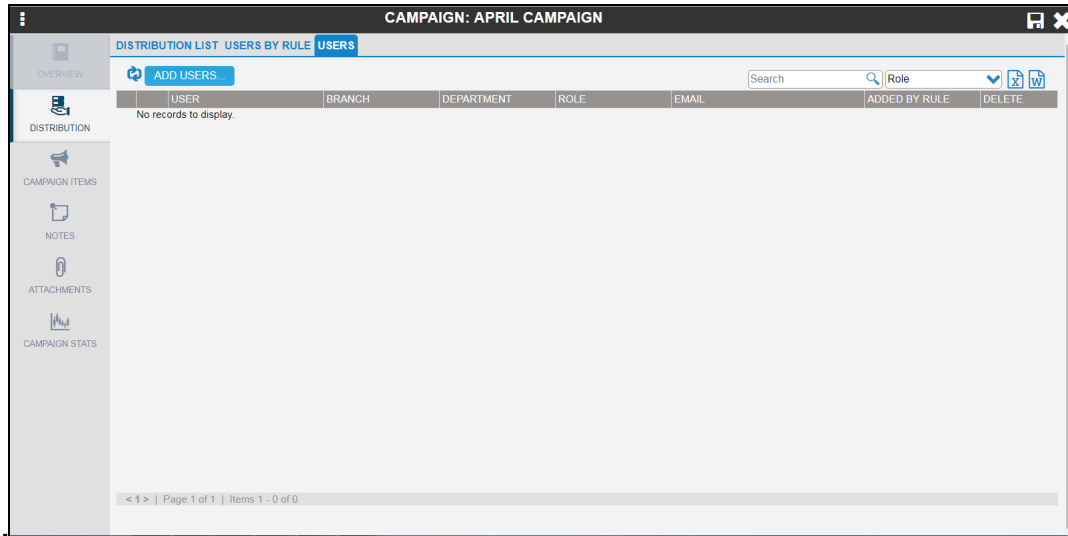 CAMPAIGN: APRIL CAMPAIGN
OVERVIEW
DISTRIBUTION
CAMPAIGN ITEMS
NOTES
ATTACHMENTS
CAMPAIGN STATS
DISTRIBUTION LIST USERS BY RULE USERS
ADD USERS... Search Role
USER BRANCH DEPARTMENT ROLE EMAIL ADDED BY RULE DELETE
No records to display.
< 1 > | Page 1 of 1 | Items 1 - 0 of 0